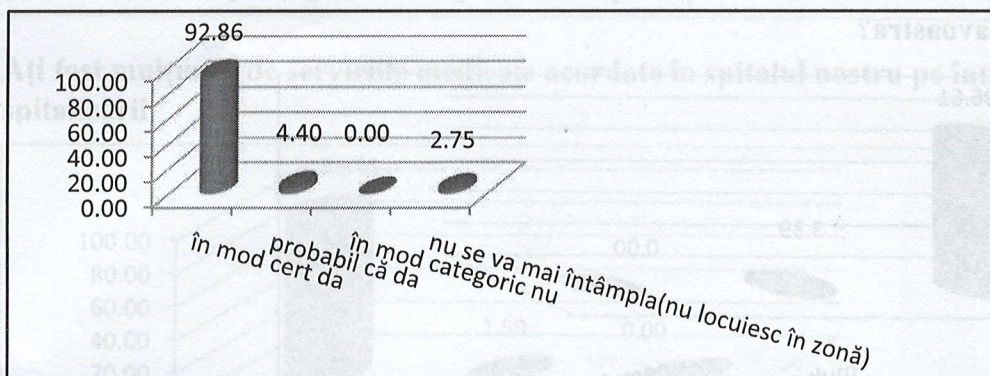 92.86
100.00
80.00
60.00
40.00
20.00
0.00
4.40 0.00 2.75
în mod cert da
probabil că da
în mod categoric nu
nu se va mai întâmpla(nu locuiesc în zonă)